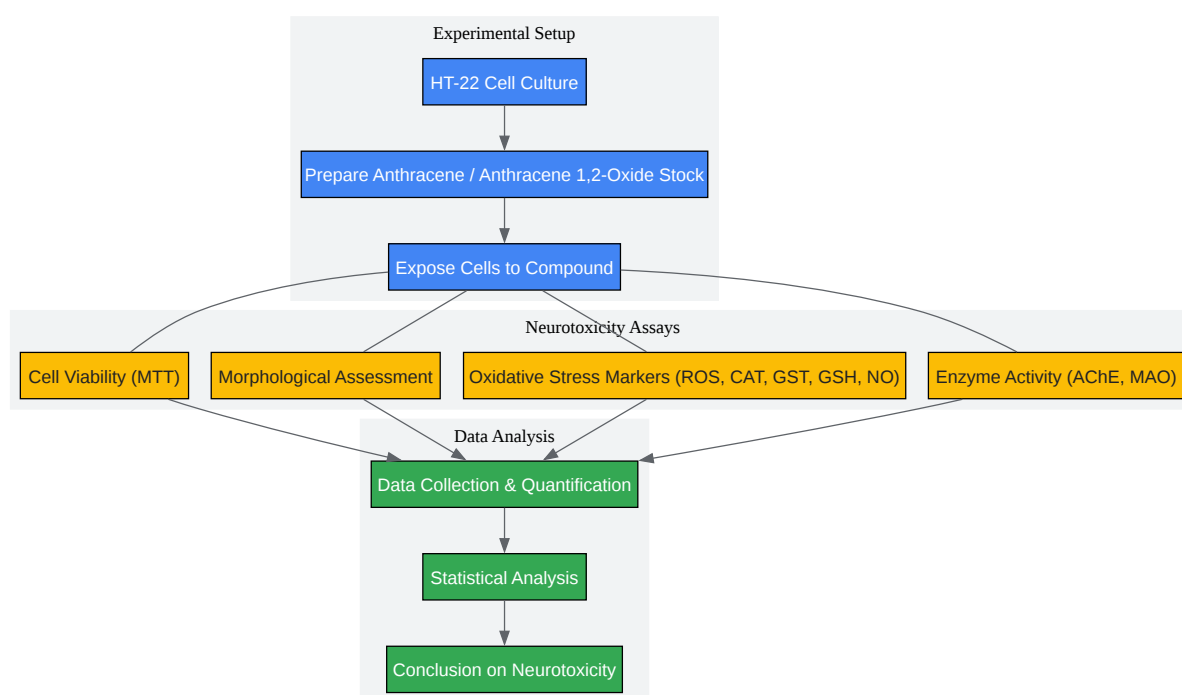 Experimental Setup
HT-22 Cell Culture
Prepare Anthracene / Anthracene 1,2-Oxide Stock
Expose Cells to Compound
Neurotoxicity Assays
Cell Viability (MTT)
Morphological Assessment
Oxidative Stress Markers (ROS, CAT, GST, GSH, NO)
Enzyme Activity (AChE, MAO)
Data Analysis
Data Collection & Quantification
Statistical Analysis
Conclusion on Neurotoxicity